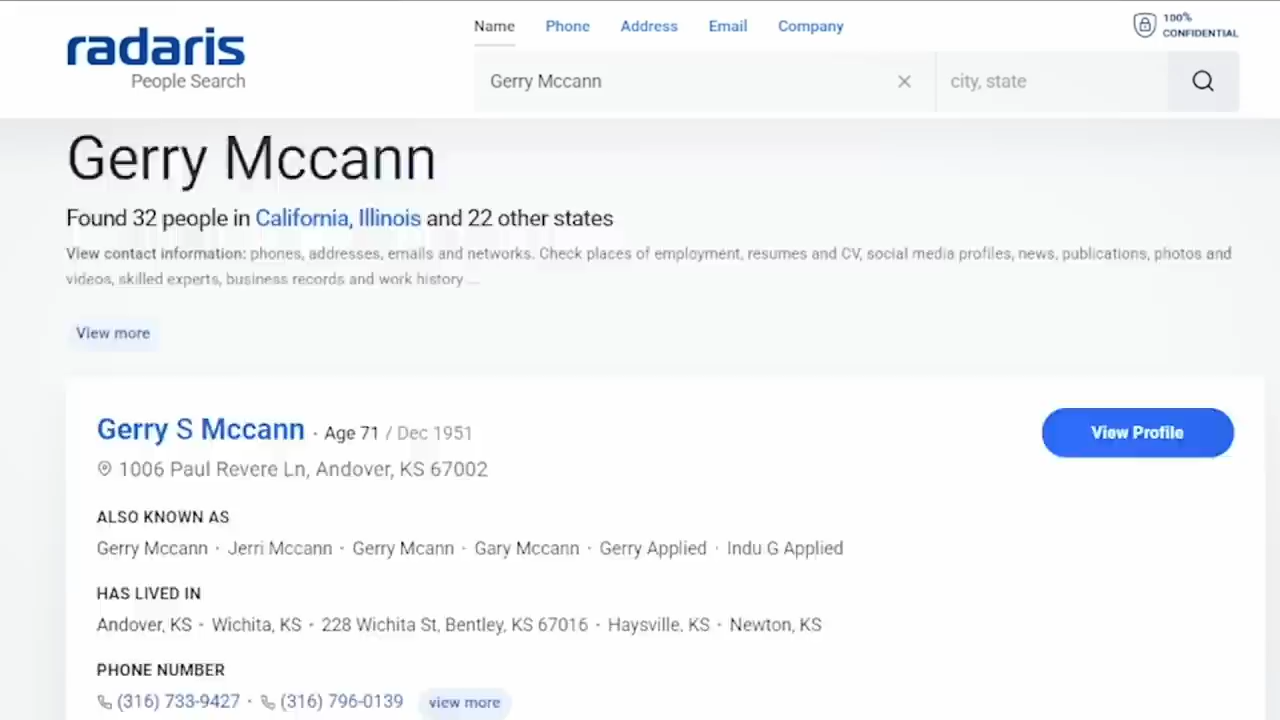 radaris
People Search
Name Phone Address Email Company
100%
CONFIDENTIAL
Gerry Mccann × city, state
Gerry Mccann
Found 32 people in California, Illinois and 22 other states
View contact information: phones, addresses, emails and networks. Check places of employment, resumes and CV, social media profiles, news, publications, photos and
videos, skilled experts, business records and work history ...
View more
Gerry S Mccann · Age 71 / Dec 1951
View Profile
1006 Paul Revere Ln, Andover, KS 67002
ALSO KNOWN AS
Gerry Mccann · Jerri Mccann · Gerry Mcann · Gary Mccann · Gerry Applied · Indu G Applied
HAS LIVED IN
Andover, KS · Wichita, KS · 228 Wichita St, Bentley, KS 67016 · Haysville, KS · Newton, KS
PHONE NUMBER
(316) 733-9427 · (316) 796-0139 view more